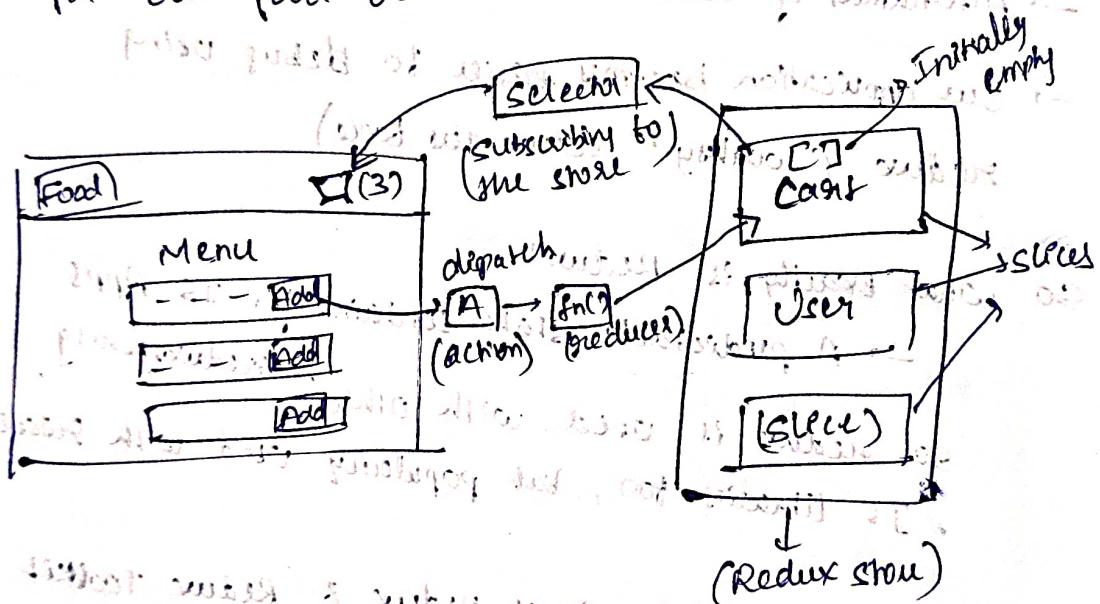 Initially
empty
Selector
(Subscribing to
the store)
[ ]
Cart
Food
(3)
Menu
Add
Add
Add
dispatch
A
(action)
fn()
(reducer)
slices
User
(Slice)
(Redux store)